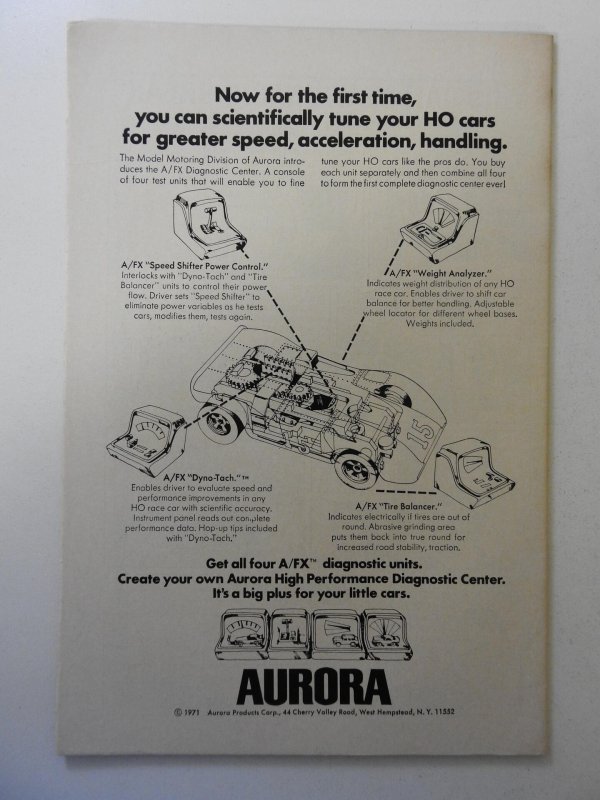 Now for the first time,
you can scientifically tune your HO cars
for greater speed, acceleration, handling.
The Model Motoring Division of Aurora intro-
duces the A/FX Diagnostic Center. A console
of four test units that will enable you to fine
tune your HO cars like the pros do. You buy
each unit separately and then combine all four
to form the first complete diagnostic center ever!
A/FX "Speed Shifter Power Control."
Interlocks with "Dyno-Tach" and "Tire
Balancer" units to control their power
flow. Driver sets "Speed Shifter" to
eliminate power variables as he tests
cars, modifies them, tests again.
A/FX "Weight Analyzer."
Indicates weight distribution of any HO
race car. Enables driver to shift car
balance for better handling. Adjustable
wheel locator for different wheel bases.
Weights included.
15
A/FX "Dyno-Tach." ™
Enables driver to evaluate speed and
performance improvements in any
HO race car with scientific accuracy.
Instrument panel reads out complete
performance data. Hop-up tips included
with "Dyno-Tach."
A/FX "Tire Balancer."
Indicates electrically if tires are out of
round. Abrasive grinding area
puts them back into true round for
increased road stability, traction.
Get all four A/FX™ diagnostic units.
Create your own Aurora High Performance Diagnostic Center.
It's a big plus for your little cars.
AURORA
© 1971 Aurora Products Corp., 44 Cherry Valley Road, West Hempstead, N. Y. 11552